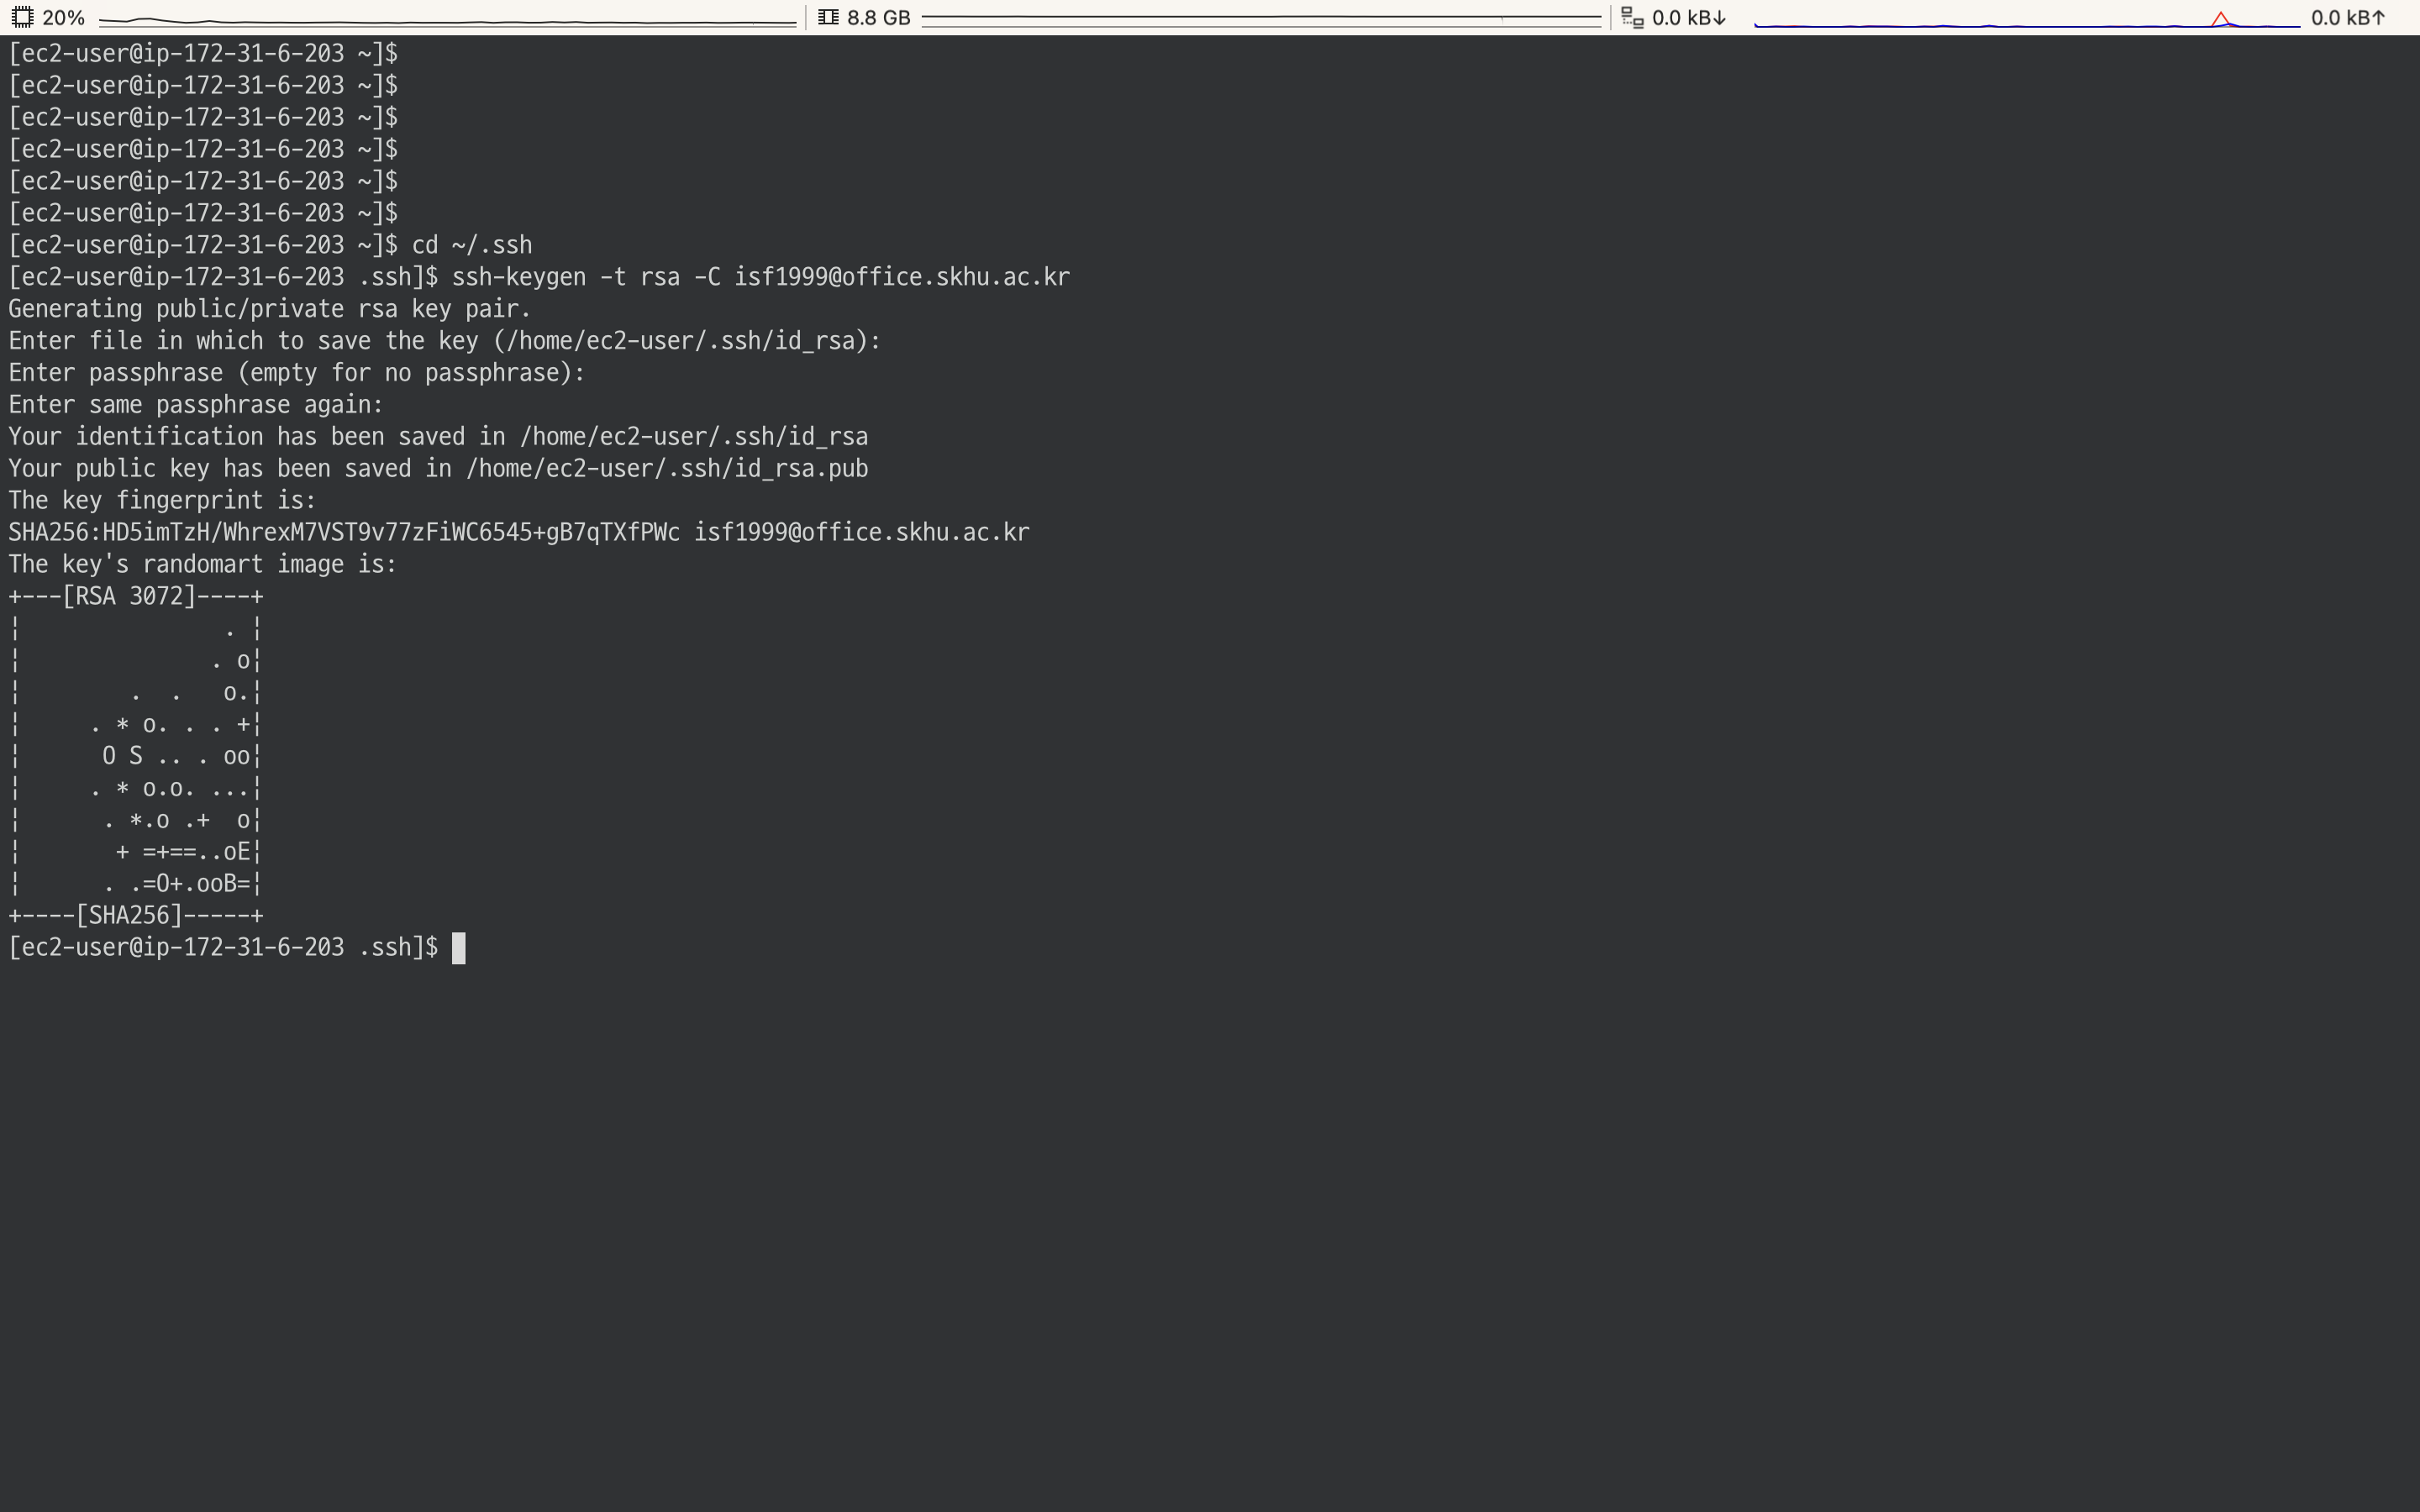 20% 8.8 GB 0.0 kB↓ 0.0 kB↑
[ec2-user@ip-172-31-6-203 ~]$
[ec2-user@ip-172-31-6-203 ~]$
[ec2-user@ip-172-31-6-203 ~]$
[ec2-user@ip-172-31-6-203 ~]$
[ec2-user@ip-172-31-6-203 ~]$
[ec2-user@ip-172-31-6-203 ~]$
[ec2-user@ip-172-31-6-203 ~]$ cd ~/.ssh
[ec2-user@ip-172-31-6-203 .ssh]$ ssh-keygen -t rsa -C isf1999@office.skhu.ac.kr
Generating public/private rsa key pair.
Enter file in which to save the key (/home/ec2-user/.ssh/id_rsa):
Enter passphrase (empty for no passphrase):
Enter same passphrase again:
Your identification has been saved in /home/ec2-user/.ssh/id_rsa
Your public key has been saved in /home/ec2-user/.ssh/id_rsa.pub
The key fingerprint is:
SHA256:HD5imTzH/WhrexM7VST9v77zFiWC6545+gB7qTXfPWc isf1999@office.skhu.ac.kr
The key's randomart image is:
+---[RSA 3072]----+
¦               . ¦
¦              . o¦
¦        .  .   o.¦
¦     . * o. . . +¦
¦      O S .. . oo¦
¦     . * o.o. ...¦
¦      . *.o .+  o¦
¦       + =+==..oE¦
¦      . .=O+.ooB=¦
+----[SHA256]-----+
[ec2-user@ip-172-31-6-203 .ssh]$